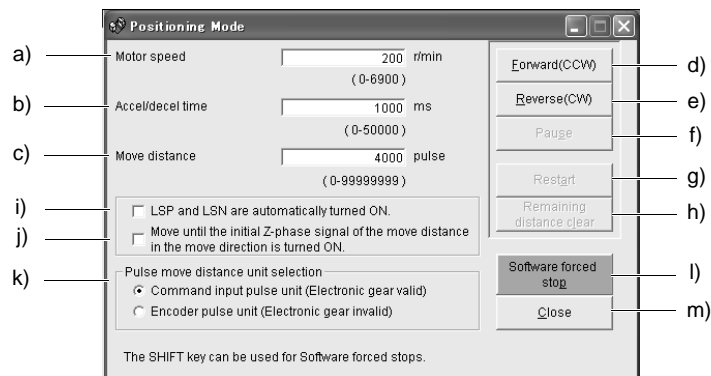 Positioning Mode
a) Motor speed 200 r/min
(0-6900)
b) Accel/decel time 1000 ms
(0-50000)
c) Move distance 4000 pulse
(0-99999999)
i) LSP and LSN are automatically turned ON.
j) Move until the initial Z-phase signal of the move distance
in the move direction is turned ON.
k) Pulse move distance unit selection
Command input pulse unit (Electronic gear valid)
Encoder pulse unit (Electronic gear invalid)
The SHIFT key can be used for Software forced stops.
Forward(CCW) d)
Reverse(CW) e)
Pause f)
Restart g)
Remaining
distance clear h)
Software forced
stop l)
Close m)